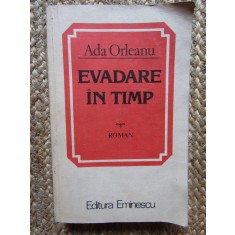 Ada Orleanu
EVADARE
ÎN TIMP
ROMAN
Editura Eminescu